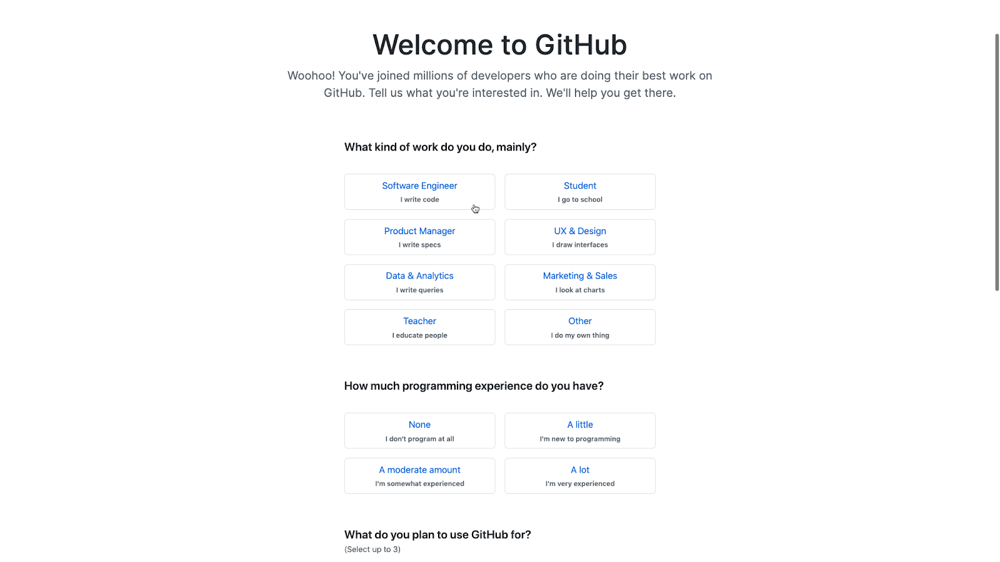 Welcome to GitHub
Woohoo! You've joined millions of developers who are doing their best work on
GitHub. Tell us what you're interested in. We'll help you get there.
What kind of work do you do, mainly?
Software Engineer
I write code
Student
I go to school
Product Manager
I write specs
UX & Design
I draw interfaces
Data & Analytics
I write queries
Marketing & Sales
I look at charts
Teacher
I educate people
Other
I do my own thing
How much programming experience do you have?
None
I don't program at all
A little
I'm new to programming
A moderate amount
I'm somewhat experienced
A lot
I'm very experienced
What do you plan to use GitHub for?
(Select up to 3)